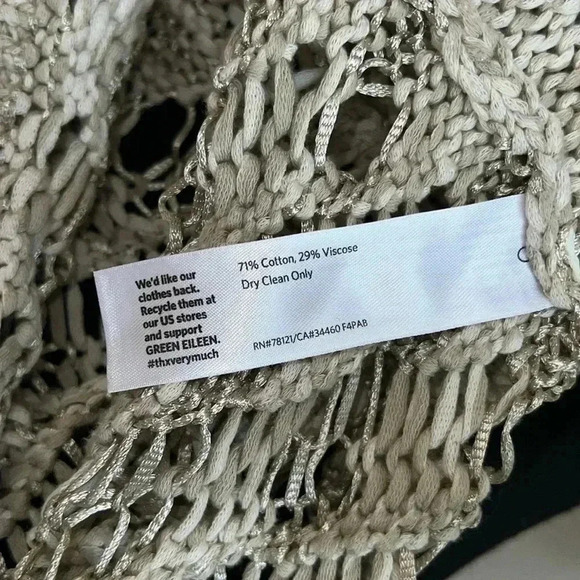 We'd like our
clothes back.
Recycle them at
our US stores
and support
GREEN EILEEN.
#thxverymuch
71% Cotton, 29% Viscose
Dry Clean Only
RN#78121/CA#34460 F4PAB